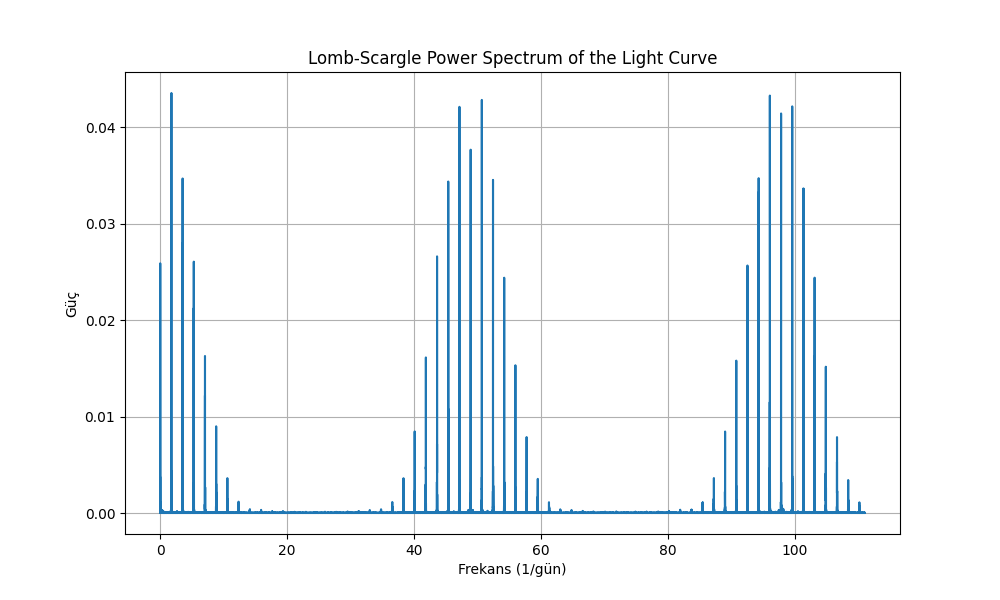 Lomb-Scargle Power Spectrum of the Light Curve
0.04
0.03
0.02
0.01
0.00
Güç
0 20 40 60 80 100
Frekans (1/gün)